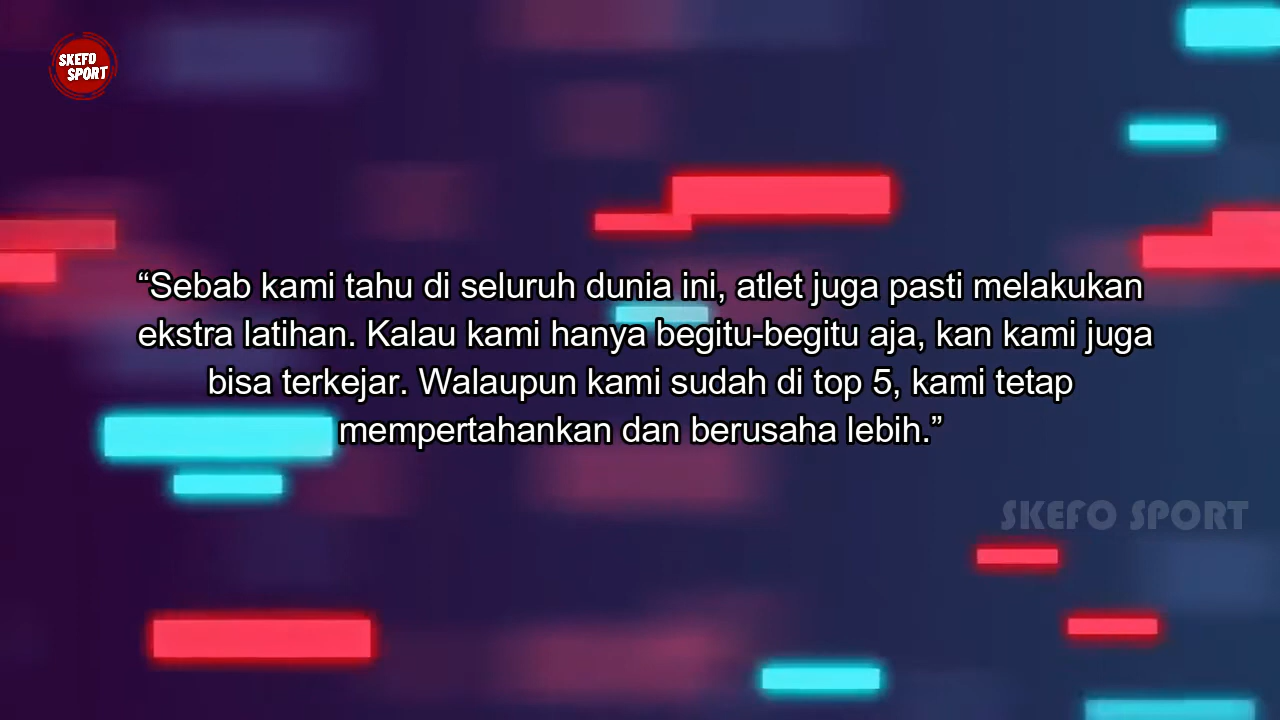 SKEFO
SPORT
“Sebab kami tahu di seluruh dunia ini, atlet juga pasti melakukan
ekstra latihan. Kalau kami hanya begitu-begitu aja, kan kami juga
bisa terkejar. Walaupun kami sudah di top 5, kami tetap
mempertahankan dan berusaha lebih.”
SKEFO SPORT